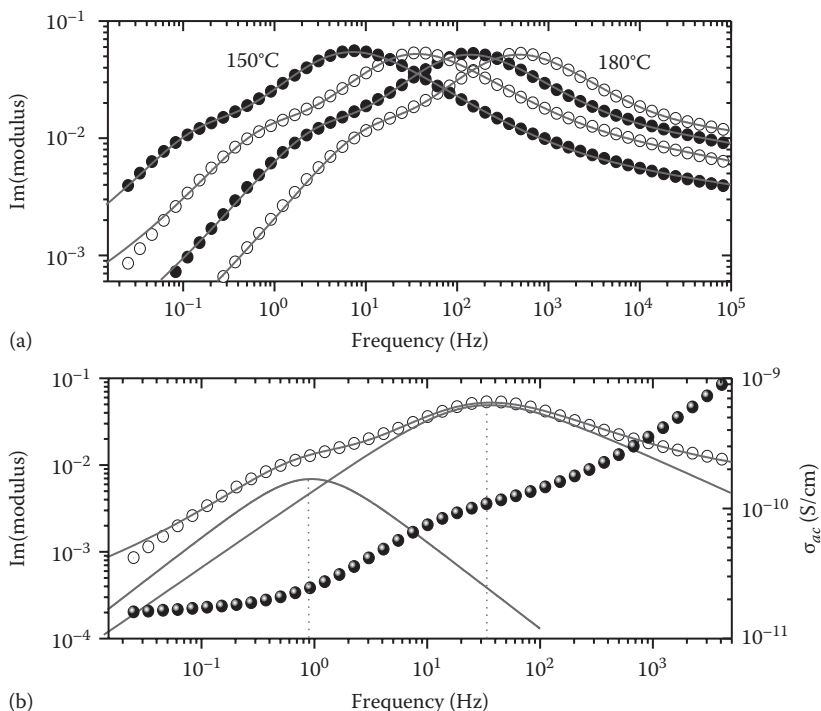 10⁻¹
150°C
180°C
Im(modulus)
10⁻²
10⁻³
10⁻¹ 10⁰ 10¹ 10² 10³ 10⁴ 10⁵
(a)
Frequency (Hz)
10⁻¹
10⁻⁹
Im(modulus)
10⁻²
10⁻³
10⁻⁴
10⁻¹⁰
σac (S/cm)
10⁻¹¹
10⁻¹ 10⁰ 10¹ 10² 10³
(b)
Frequency (Hz)